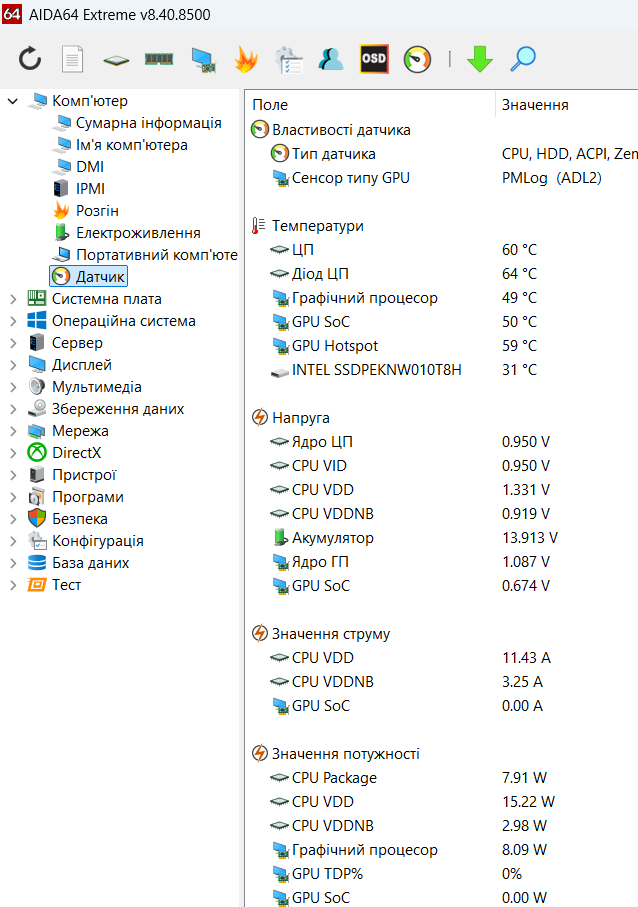 64 AIDA64 Extreme v8.40.8500
OSD
Комп'ютер
Сумарна інформація
Ім'я комп'ютера
DMI
IPMI
Розгін
Електроживлення
Портативний комп'юте
Датчик
Системна плата
Операційна система
Сервер
Дисплей
Мультимедіа
Збереження даних
Мережа
DirectX
Пристрої
Програми
Безпека
Конфігурація
База даних
Тест
Поле Значення
Властивості датчика
Тип датчика CPU, HDD, ACPI, Zen
Сенсор типу GPU PMLog (ADL2)
Температури
ЦП 60 °C
Діод ЦП 64 °C
Графічний процесор 49 °C
GPU SoC 50 °C
GPU Hotspot 59 °C
INTEL SSDPEKNW010T8H 31 °C
Напруга
Ядро ЦП 0.950 V
CPU VID 0.950 V
CPU VDD 1.331 V
CPU VDDNB 0.919 V
Акумулятор 13.913 V
Ядро ГП 1.087 V
GPU SoC 0.674 V
Значення струму
CPU VDD 11.43 A
CPU VDDNB 3.25 A
GPU SoC 0.00 A
Значення потужності
CPU Package 7.91 W
CPU VDD 15.22 W
CPU VDDNB 2.98 W
Графічний процесор 8.09 W
GPU TDP% 0%
GPU SoC 0.00 W